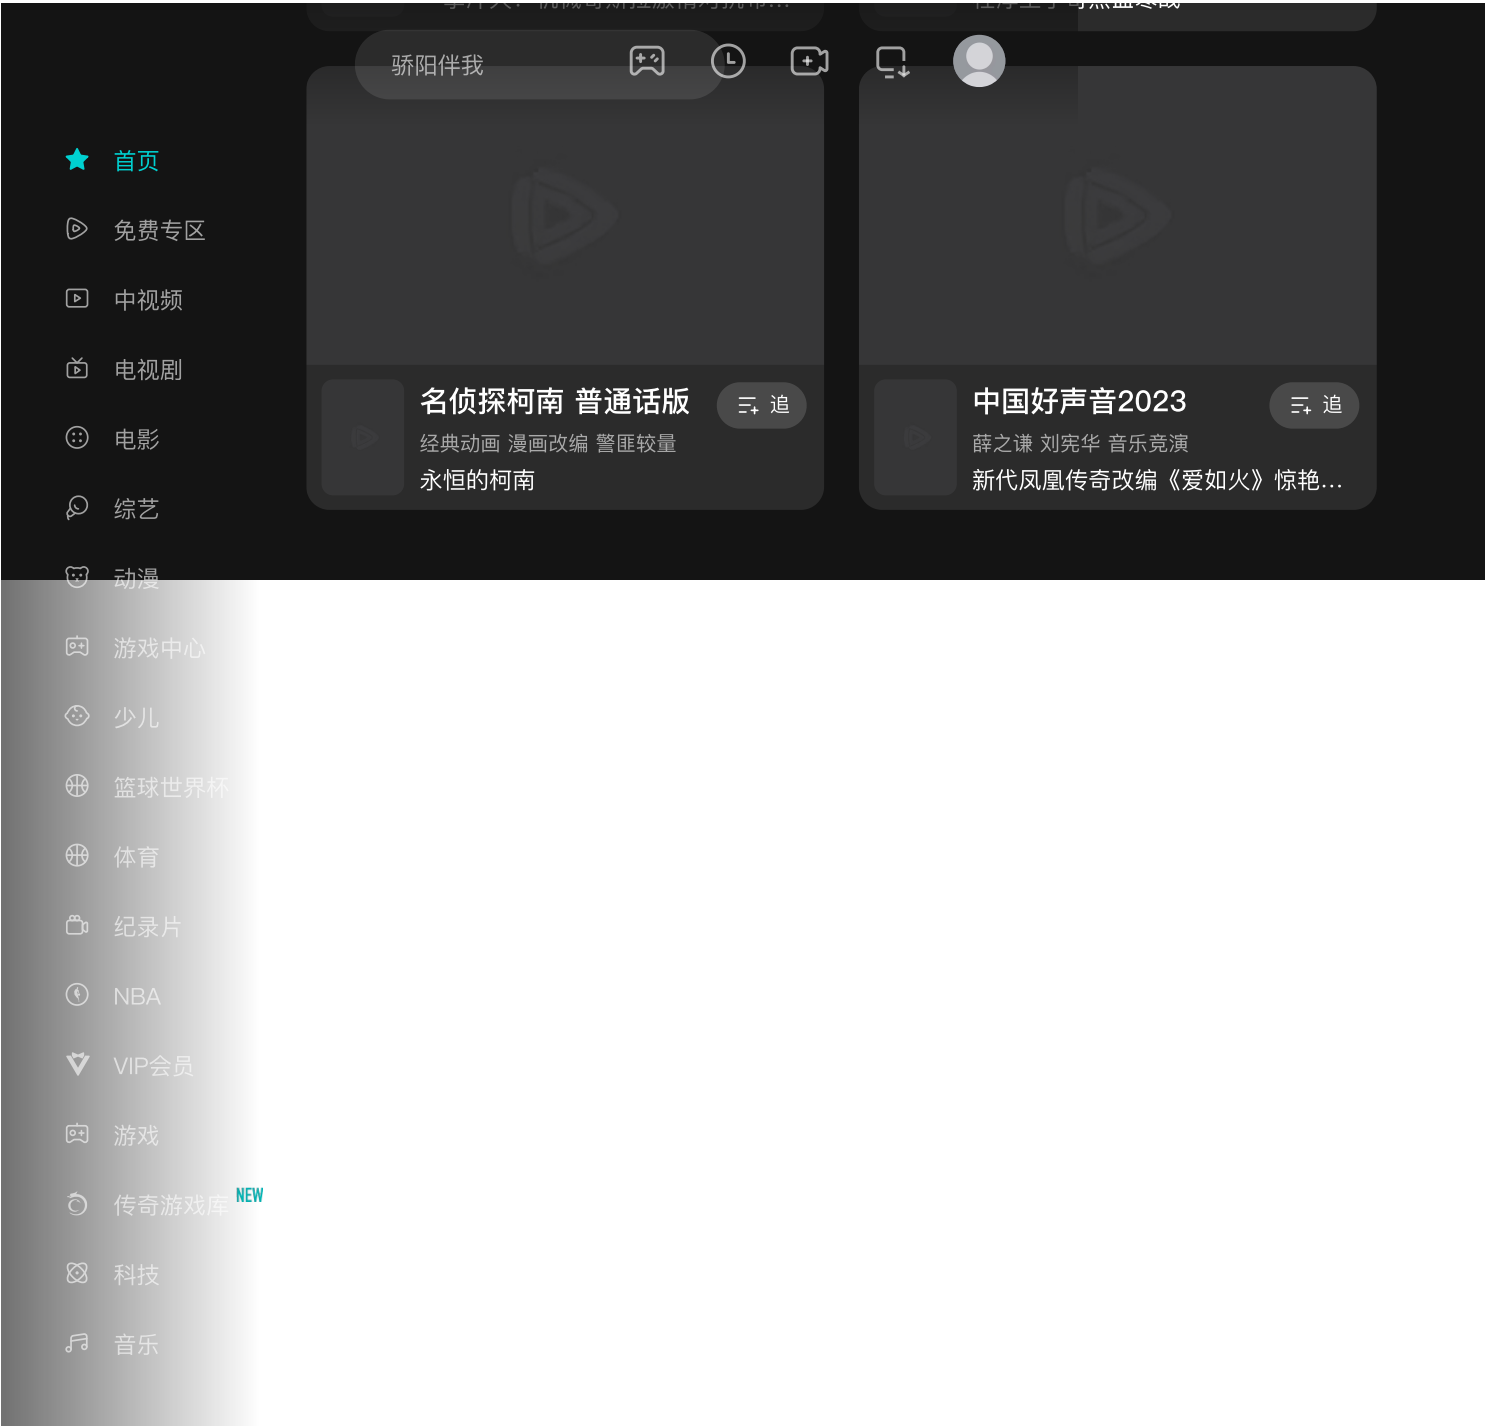 骄阳伴我
首页
免费专区
中视频
电视剧
电影
综艺
动漫
游戏中心
少儿
篮球世界杯
体育
纪录片
NBA
VIP会员
游戏
传奇游戏库 NEW
科技
音乐
名侦探柯南 普通话版
追
经典动画 漫画改编 警匪较量
永恒的柯南
中国好声音2023
追
薛之谦 刘宪华 音乐竞演
新代凤凰传奇改编《爱如火》惊艳...